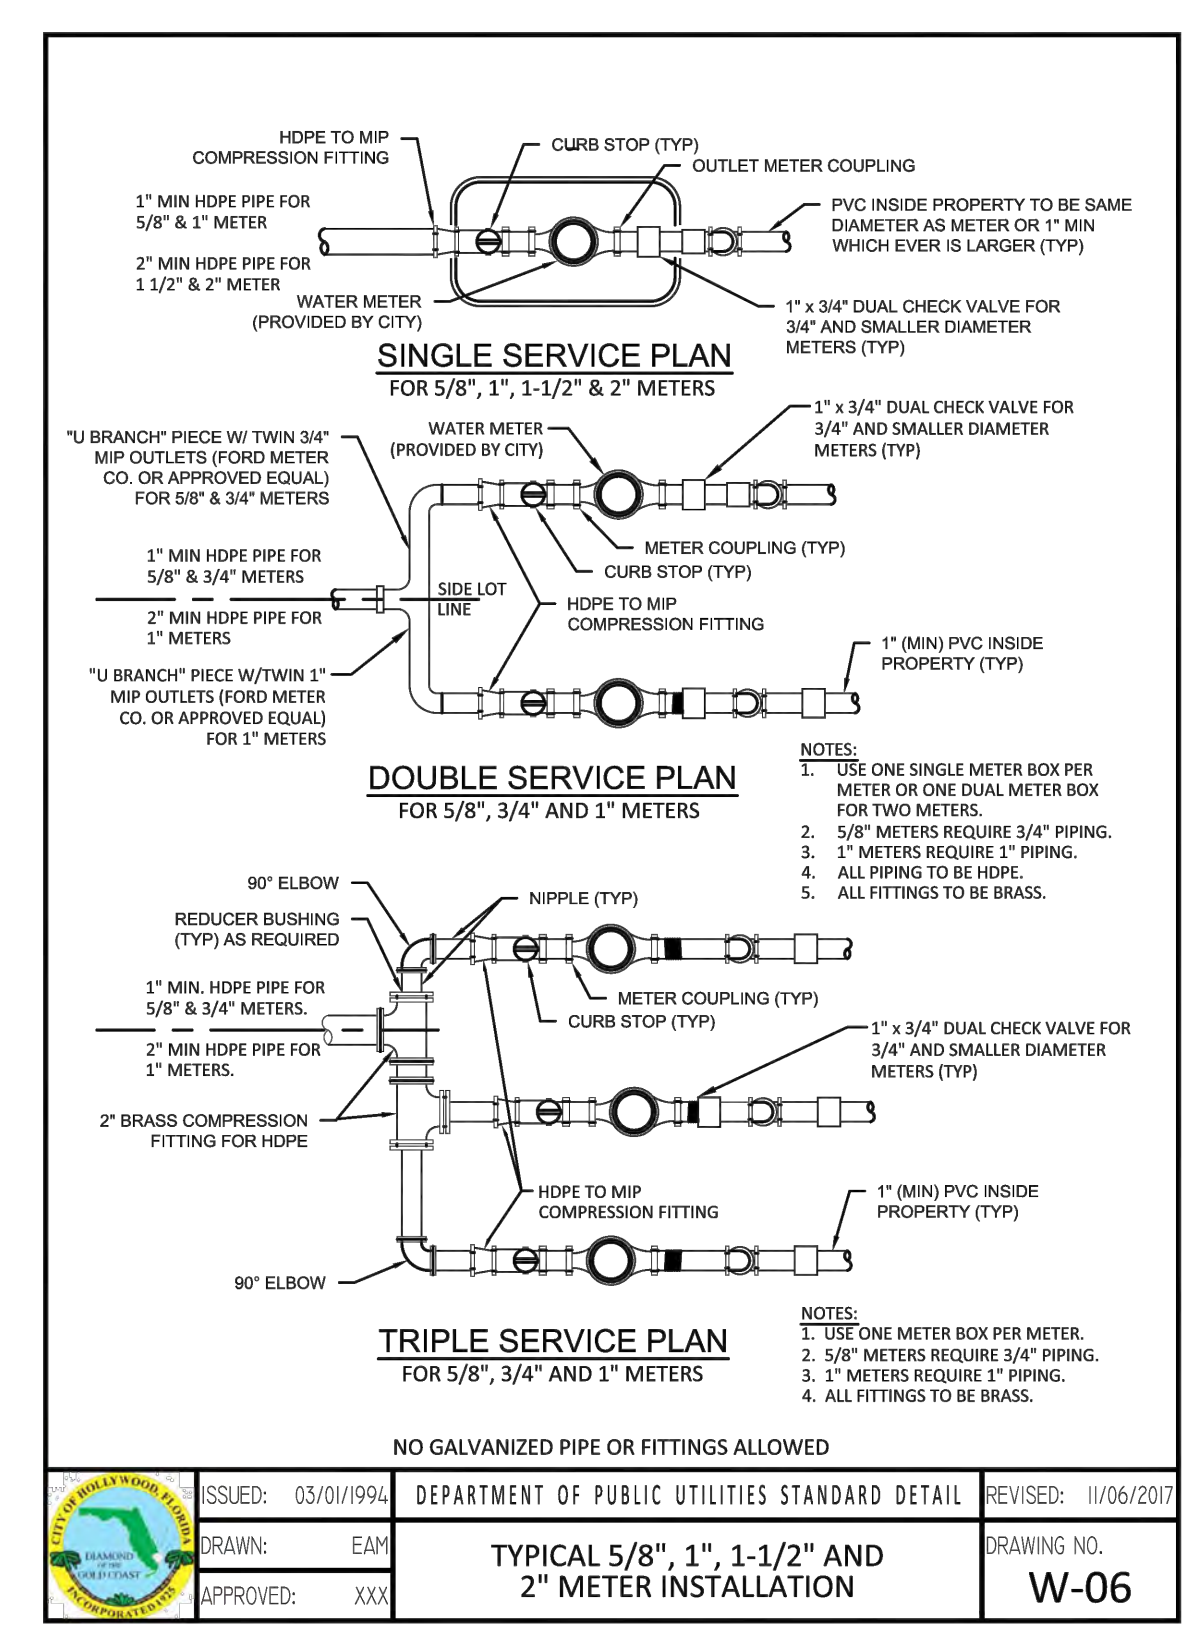 HDPE TO MIP
COMPRESSION FITTING
CURB STOP (TYP)
OUTLET METER COUPLING
1" MIN HDPE PIPE FOR
5/8" & 1" METER
PVC INSIDE PROPERTY TO BE SAME
DIAMETER AS METER OR 1" MIN
WHICH EVER IS LARGER (TYP)
2" MIN HDPE PIPE FOR
1 1/2" & 2" METER
WATER METER
(PROVIDED BY CITY)
1" x 3/4" DUAL CHECK VALVE FOR
3/4" AND SMALLER DIAMETER
METERS (TYP)
SINGLE SERVICE PLAN
FOR 5/8", 1", 1-1/2" & 2" METERS
"U BRANCH" PIECE W/ TWIN 3/4"
MIP OUTLETS (FORD METER
CO. OR APPROVED EQUAL)
FOR 5/8" & 3/4" METERS
WATER METER
(PROVIDED BY CITY)
1" x 3/4" DUAL CHECK VALVE FOR
3/4" AND SMALLER DIAMETER
METERS (TYP)
1" MIN HDPE PIPE FOR
5/8" & 3/4" METERS
METER COUPLING (TYP)
CURB STOP (TYP)
SIDE LOT
LINE
HDPE TO MIP
COMPRESSION FITTING
2" MIN HDPE PIPE FOR
1" METERS
1" (MIN) PVC INSIDE
PROPERTY (TYP)
"U BRANCH" PIECE W/TWIN 1"
MIP OUTLETS (FORD METER
CO. OR APPROVED EQUAL)
FOR 1" METERS
DOUBLE SERVICE PLAN
FOR 5/8", 3/4" AND 1" METERS
NOTES:
1. USE ONE SINGLE METER BOX PER
METER OR ONE DUAL METER BOX
FOR TWO METERS.
2. 5/8" METERS REQUIRE 3/4" PIPING.
3. 1" METERS REQUIRE 1" PIPING.
4. ALL PIPING TO BE HDPE.
5. ALL FITTINGS TO BE BRASS.
90° ELBOW
NIPPLE (TYP)
REDUCER BUSHING
(TYP) AS REQUIRED
1" MIN. HDPE PIPE FOR
5/8" & 3/4" METERS.
METER COUPLING (TYP)
CURB STOP (TYP)
2" MIN HDPE PIPE FOR
1" METERS.
1" x 3/4" DUAL CHECK VALVE FOR
3/4" AND SMALLER DIAMETER
METERS (TYP)
2" BRASS COMPRESSION
FITTING FOR HDPE
HDPE TO MIP
COMPRESSION FITTING
1" (MIN) PVC INSIDE
PROPERTY (TYP)
90° ELBOW
TRIPLE SERVICE PLAN
FOR 5/8", 3/4" AND 1" METERS
NOTES:
1. USE ONE METER BOX PER METER.
2. 5/8" METERS REQUIRE 3/4" PIPING.
3. 1" METERS REQUIRE 1" PIPING.
4. ALL FITTINGS TO BE BRASS.
NO GALVANIZED PIPE OR FITTINGS ALLOWED
CITY OF HOLLYWOOD, FLORIDA
DIAMOND
OF THE
GOLD COAST
INCORPORATED 1925
ISSUED: 03/01/1994
DRAWN: EAM
APPROVED: XXX
DEPARTMENT OF PUBLIC UTILITIES STANDARD DETAIL
TYPICAL 5/8", 1", 1-1/2" AND
2" METER INSTALLATION
REVISED: 11/06/2017
DRAWING NO.
W-06